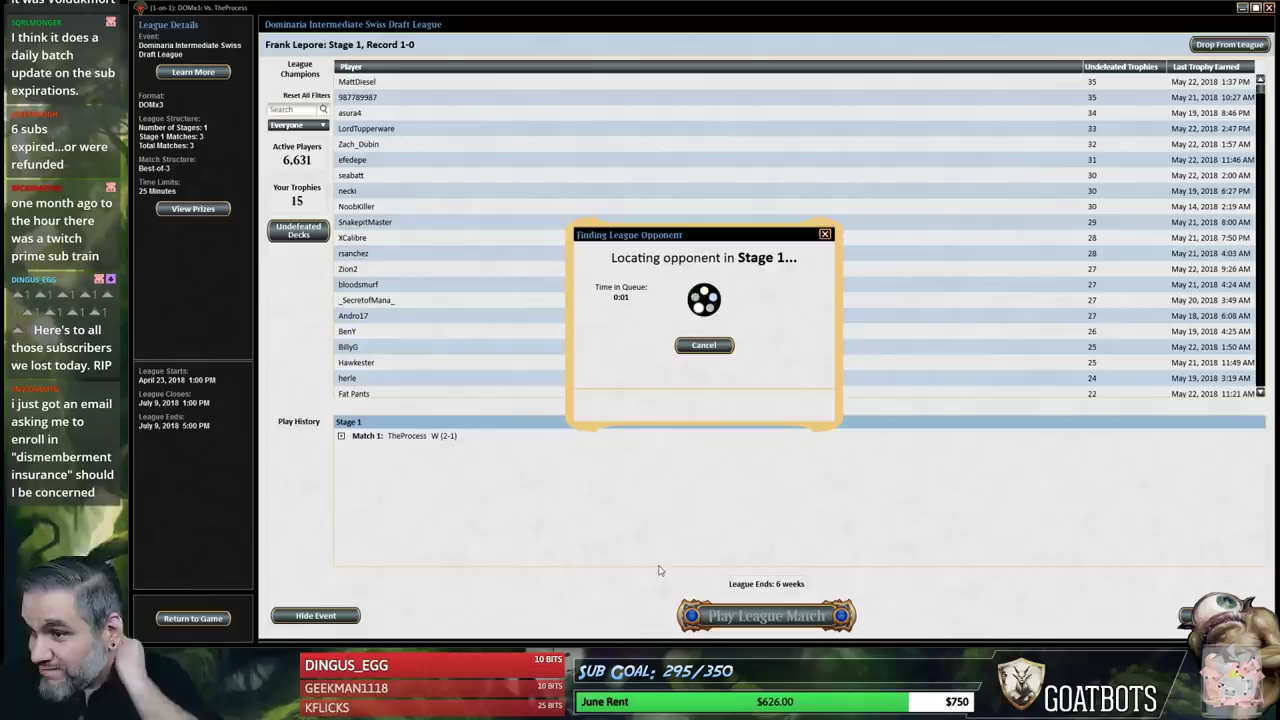 it was Voldukmort
SQRLMONGER
I think it does a
daily batch
update on the sub
expirations.
6 subs
expired...or were
refunded
one month ago to
the hour there
was a twitch
prime sub train
DINGUS_EGG
1 1 1 1
1 1 1 1
Here's to all
those subscribers
we lost today. RIP
i just got an email
asking me to
enroll in
"dismemberment
insurance" should
I be concerned
(1-on-1): DOMx3: Vs. TheProcess
League Details
Event:
Dominaria Intermediate Swiss
Draft League
Learn More
Format:
DOMx3
League Structure:
Number of Stages: 1
Stage 1 Matches: 3
Total Matches: 3
Match Structure:
Best-of-3
Time Limits:
25 Minutes
View Prizes
League Starts:
April 23, 2018 1:00 PM
League Closes:
July 9, 2018 1:00 PM
League Ends:
July 9, 2018 5:00 PM
Return to Game
Dominaria Intermediate Swiss Draft League
Frank Lepore: Stage 1, Record 1-0
Drop From League
League
Champions
Reset All Filters
Search
Everyone
Active Players
6,631
Your Trophies
15
Undefeated
Decks
Player Undefeated Trophies Last Trophy Earned
MattDiesel 35 May 22, 2018 1:37 PM
987789987 35 May 21, 2018 10:27 AM
asura4 34 May 19, 2018 8:46 PM
LordTupperware 33 May 22, 2018 2:47 PM
Zach_Dubin 32 May 22, 2018 1:57 AM
efedepe 31 May 22, 2018 11:46 AM
seabatt 30 May 22, 2018 2:00 AM
necki 30 May 19, 2018 6:27 PM
NoobKiller 30 May 14, 2018 2:19 AM
SnakepitMaster 29 May 21, 2018 8:00 AM
XCalibre 28 May 21, 2018 7:50 PM
rsanchez 28 May 21, 2018 4:03 AM
Zion2 27 May 22, 2018 9:26 AM
bloodsmurf 27 May 21, 2018 4:24 AM
_SecretofMana_ 27 May 20, 2018 3:49 AM
Andro17 27 May 18, 2018 6:08 AM
BenY 26 May 19, 2018 4:25 AM
BillyG 25 May 22, 2018 1:50 AM
Hawkester 25 May 21, 2018 11:49 AM
herle 24 May 19, 2018 3:19 AM
Fat Pants 22 May 22, 2018 11:21 AM
Finding League Opponent
Locating opponent in Stage 1...
Time in Queue:
0:01
Cancel
Play History
Stage 1
Match 1: TheProcess W (2-1)
League Ends: 6 weeks
Hide Event
Play League Match
DINGUS_EGG 10 BITS
GEEKMAN1118 10 BITS
KFLICKS 25 BITS
SUB GOAL: 295/350
June Rent $626.00 $750
GOATBOTS